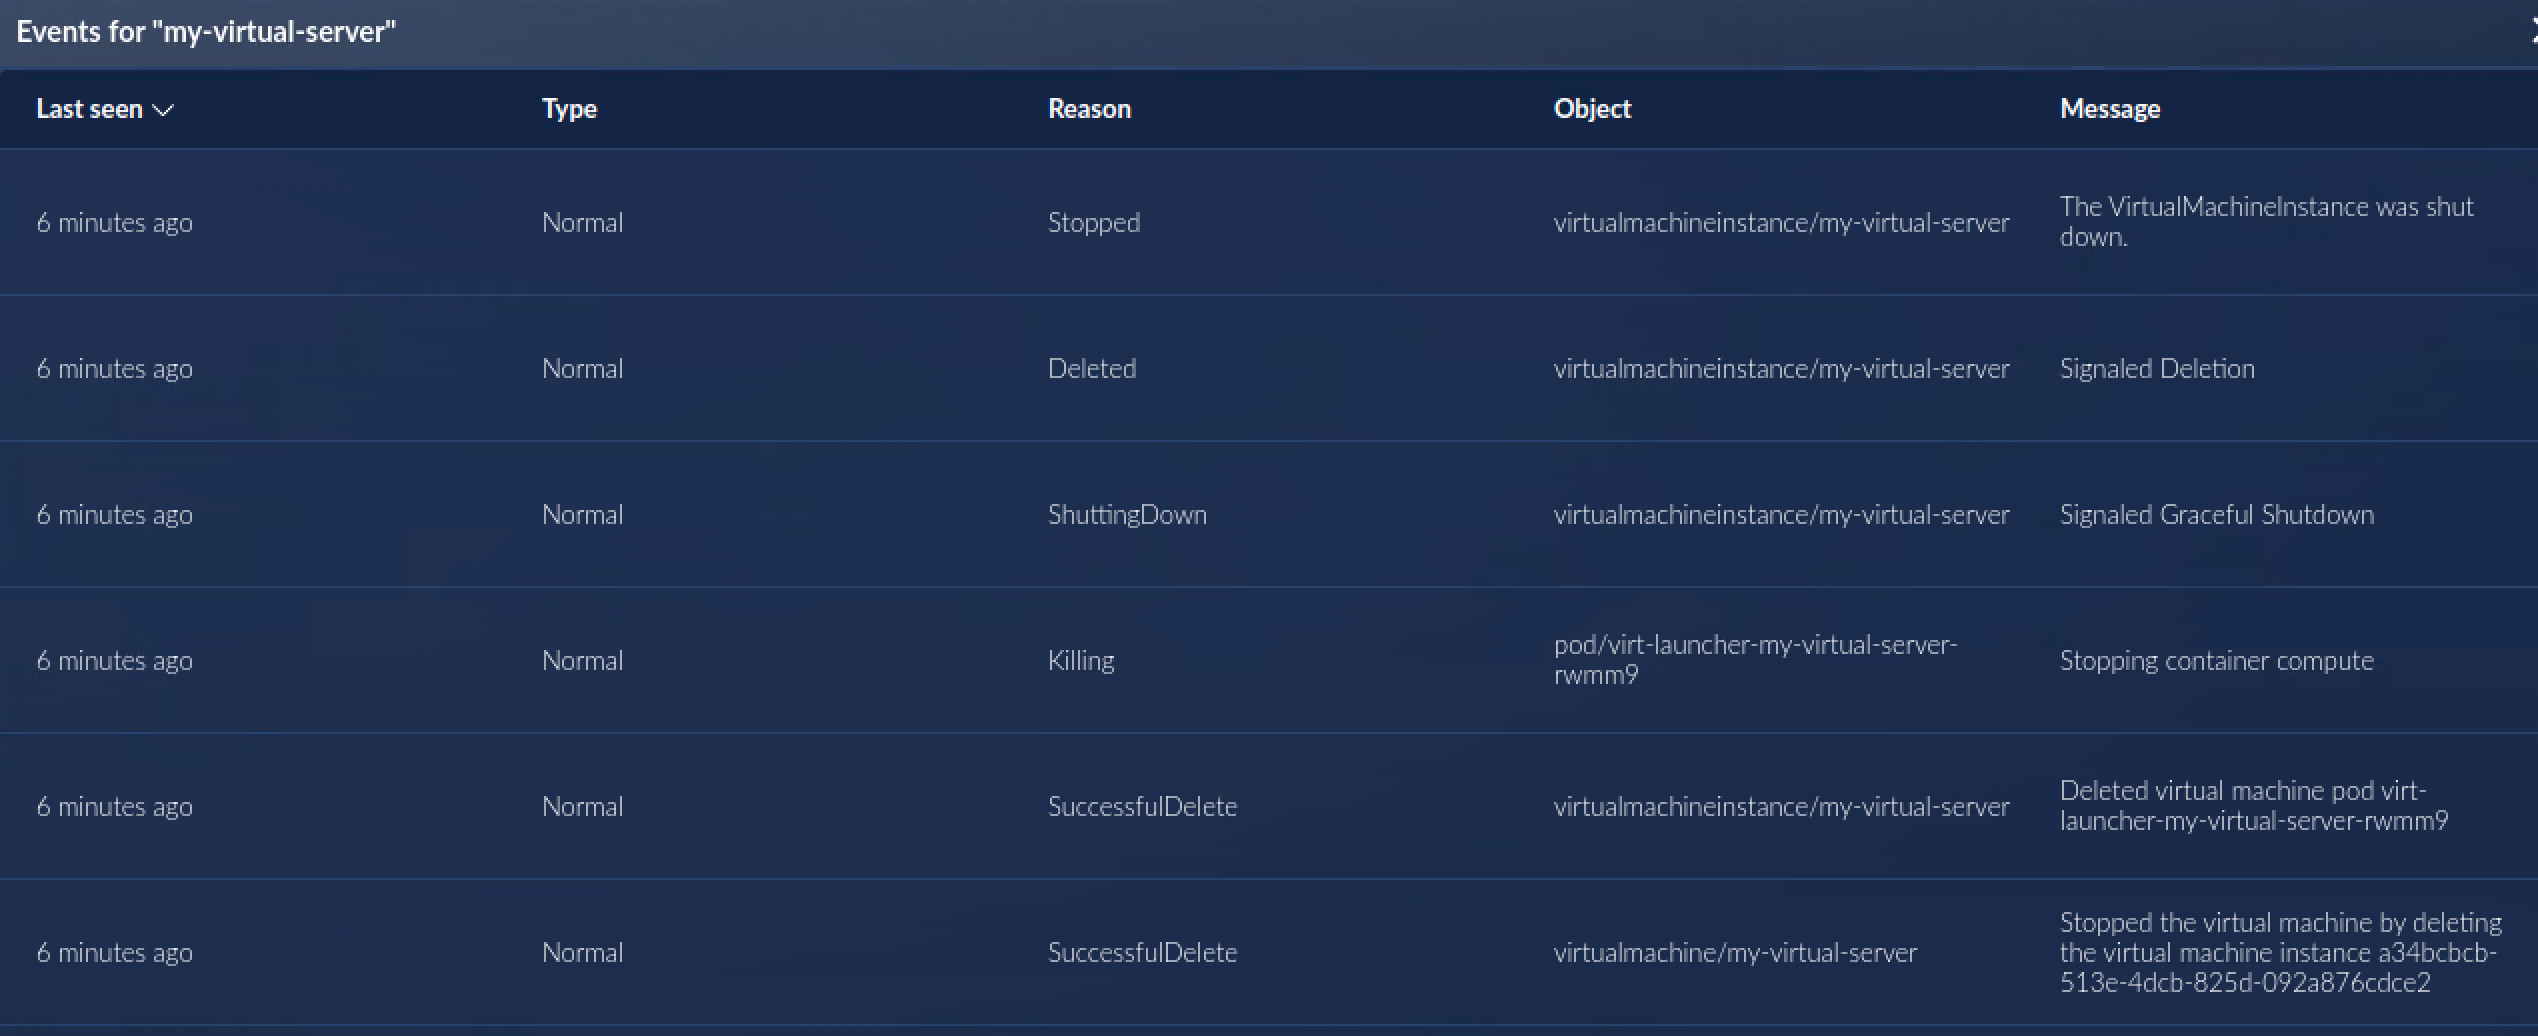 Events for "my-virtual-server"
Last seen Type Reason Object Message
6 minutes ago Normal Stopped virtualmachineinstance/my-virtual-server The VirtualMachineInstance was shut
down.
6 minutes ago Normal Deleted virtualmachineinstance/my-virtual-server Signaled Deletion
6 minutes ago Normal ShuttingDown virtualmachineinstance/my-virtual-server Signaled Graceful Shutdown
6 minutes ago Normal Killing pod/virt-launcher-my-virtual-server-
rwmm9 Stopping container compute
6 minutes ago Normal SuccessfulDelete virtualmachineinstance/my-virtual-server Deleted virtual machine pod virt-
launcher-my-virtual-server-rwmm9
6 minutes ago Normal SuccessfulDelete virtualmachine/my-virtual-server Stopped the virtual machine by deleting
the virtual machine instance a34bcbcb-
513e-4dcb-825d-092a876cdce2